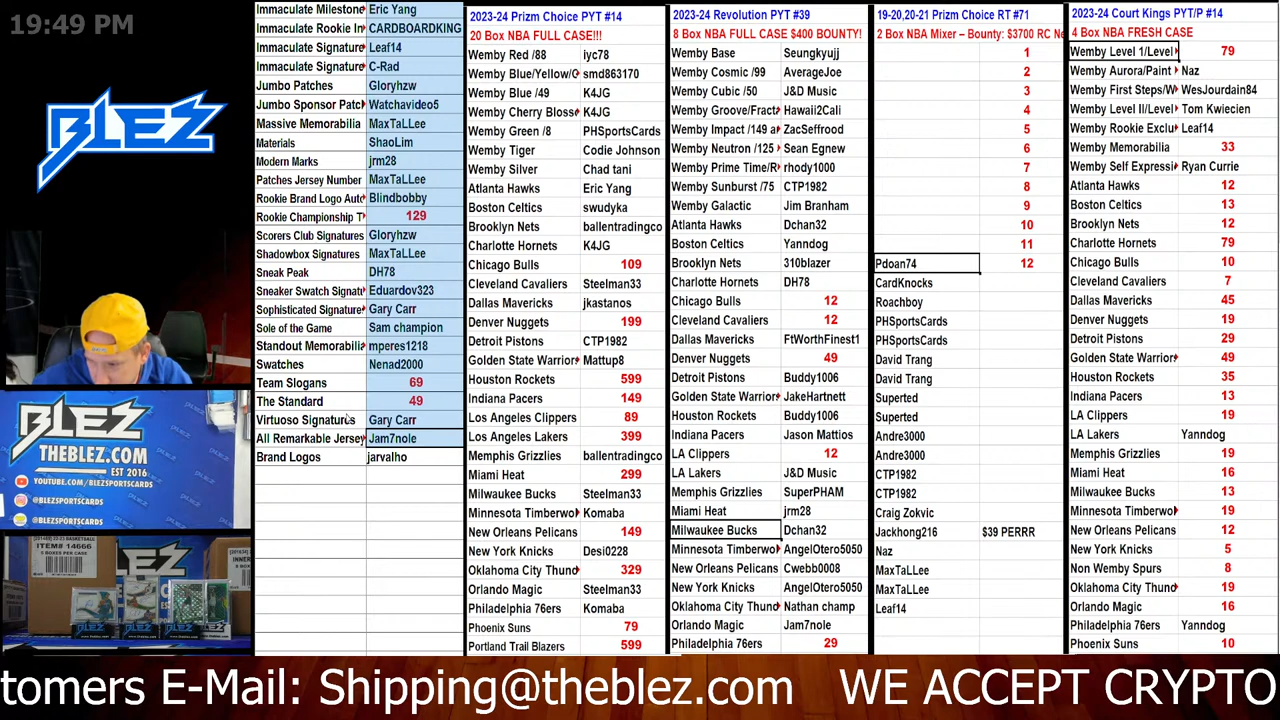 19:49 PM
BLEZ
BLEZ
THEBLEZ.COM
EST 2016
YOUTUBE.COM/BLEZSPORTSCARDS
@BLEZSPORTSCARDS
@BLEZSPORTSCARDS
ITEM# 14666
Immaculate Milestone Eric Yang
Immaculate Rookie In CARDBOARDKING
Immaculate Signature Leaf14
Immaculate Signature C-Rad
Jumbo Patches Gloryhzw
Jumbo Sponsor Patc Watchavideo5
Massive Memorabilia MaxTaLLee
Materials ShaoLim
Modern Marks jrm28
Patches Jersey Number MaxTaLLee
Rookie Brand Logo Auto Blindbobby
Rookie Championship T 129
Scorers Club Signatures Gloryhzw
Shadowbox Signatures MaxTaLLee
Sneak Peak DH78
Sneaker Swatch Signat Eduardov323
Sophisticated Signature Gary Carr
Sole of the Game Sam champion
Standout Memorabilia mperes1218
Swatches Nenad2000
Team Slogans 69
The Standard 49
Virtuoso Signatures Gary Carr
All Remarkable Jersey Jam7nole
Brand Logos jarvalho
2023-24 Prizm Choice PYT #14
20 Box NBA FULL CASE!!!
Wemby Red /88 iyc78
Wemby Blue/Yellow/G smd863170
Wemby Blue /49 K4JG
Wemby Cherry Blosso K4JG
Wemby Green /8 PHSportsCards
Wemby Tiger Codie Johnson
Wemby Silver Chad tani
Atlanta Hawks Eric Yang
Boston Celtics swudyka
Brooklyn Nets ballentradingco
Charlotte Hornets K4JG
Chicago Bulls 109
Cleveland Cavaliers Steelman33
Dallas Mavericks jkastanos
Denver Nuggets 199
Detroit Pistons CTP1982
Golden State Warrior Mattup8
Houston Rockets 599
Indiana Pacers 149
Los Angeles Clippers 89
Los Angeles Lakers 399
Memphis Grizzlies ballentradingco
Miami Heat 299
Milwaukee Bucks Steelman33
Minnesota Timberwo Komaba
New Orleans Pelicans 149
New York Knicks Desi0228
Oklahoma City Thund 329
Orlando Magic Steelman33
Philadelphia 76ers Komaba
Phoenix Suns 79
Portland Trail Blazers 599
2023-24 Revolution PYT #39
8 Box NBA FULL CASE $400 BOUNTY!
Wemby Base Seungkyujj
Wemby Cosmic /99 AverageJoe
Wemby Cubic /50 J&D Music
Wemby Groove/Fract Hawaii2Cali
Wemby Impact /149 a ZacSeffrood
Wemby Neutron /125 Sean Egnew
Wemby Prime Time/R rhody1000
Wemby Sunburst /75 CTP1982
Wemby Galactic Jim Branham
Atlanta Hawks Dchan32
Boston Celtics Yanndog
Brooklyn Nets 310blazer
Charlotte Hornets DH78
Chicago Bulls 12
Cleveland Cavaliers 12
Dallas Mavericks FtWorthFinest1
Denver Nuggets 49
Detroit Pistons Buddy1006
Golden State Warrior JakeHartnett
Houston Rockets Buddy1006
Indiana Pacers Jason Mattios
LA Clippers 12
LA Lakers J&D Music
Memphis Grizzlies SuperPHAM
Miami Heat jrm28
Milwaukee Bucks Dchan32
Minnesota Timberwo AngelOtero5050
New Orleans Pelicans Cwebb0008
New York Knicks AngelOtero5050
Oklahoma City Thund Nathan champ
Orlando Magic Jam7nole
Philadelphia 76ers 29
19-20,20-21 Prizm Choice RT #71
2 Box NBA Mixer – Bounty: $3700 RC Ne
1
2
3
4
5
6
7
8
9
10
11
Pdoan74 12
CardKnocks
Roachboy
PHSportsCards
PHSportsCards
David Trang
David Trang
Superted
Superted
Andre3000
Andre3000
CTP1982
CTP1982
Craig Zokvic
Jackhong216 $39 PERRR
Naz
MaxTaLLee
MaxTaLLee
Leaf14
2023-24 Court Kings PYT/P #14
4 Box NBA FRESH CASE
Wemby Level 1/Level 79
Wemby Aurora/Paint Naz
Wemby First Steps/W WesJourdain84
Wemby Level II/Level Tom Kwiecien
Wemby Rookie Exclu Leaf14
Wemby Memorabilia 33
Wemby Self Expressi Ryan Currie
Atlanta Hawks 12
Boston Celtics 13
Brooklyn Nets 12
Charlotte Hornets 79
Chicago Bulls 10
Cleveland Cavaliers 7
Dallas Mavericks 45
Denver Nuggets 19
Detroit Pistons 29
Golden State Warrior 49
Houston Rockets 35
Indiana Pacers 13
LA Clippers 19
LA Lakers Yanndog
Memphis Grizzlies 19
Miami Heat 16
Milwaukee Bucks 13
Minnesota Timberwo 19
New Orleans Pelicans 12
New York Knicks 5
Non Wemby Spurs 8
Oklahoma City Thund 19
Orlando Magic 16
Philadelphia 76ers Yanndog
Phoenix Suns 10
tomers E-Mail: Shipping@theblez.com WE ACCEPT CRYPTO